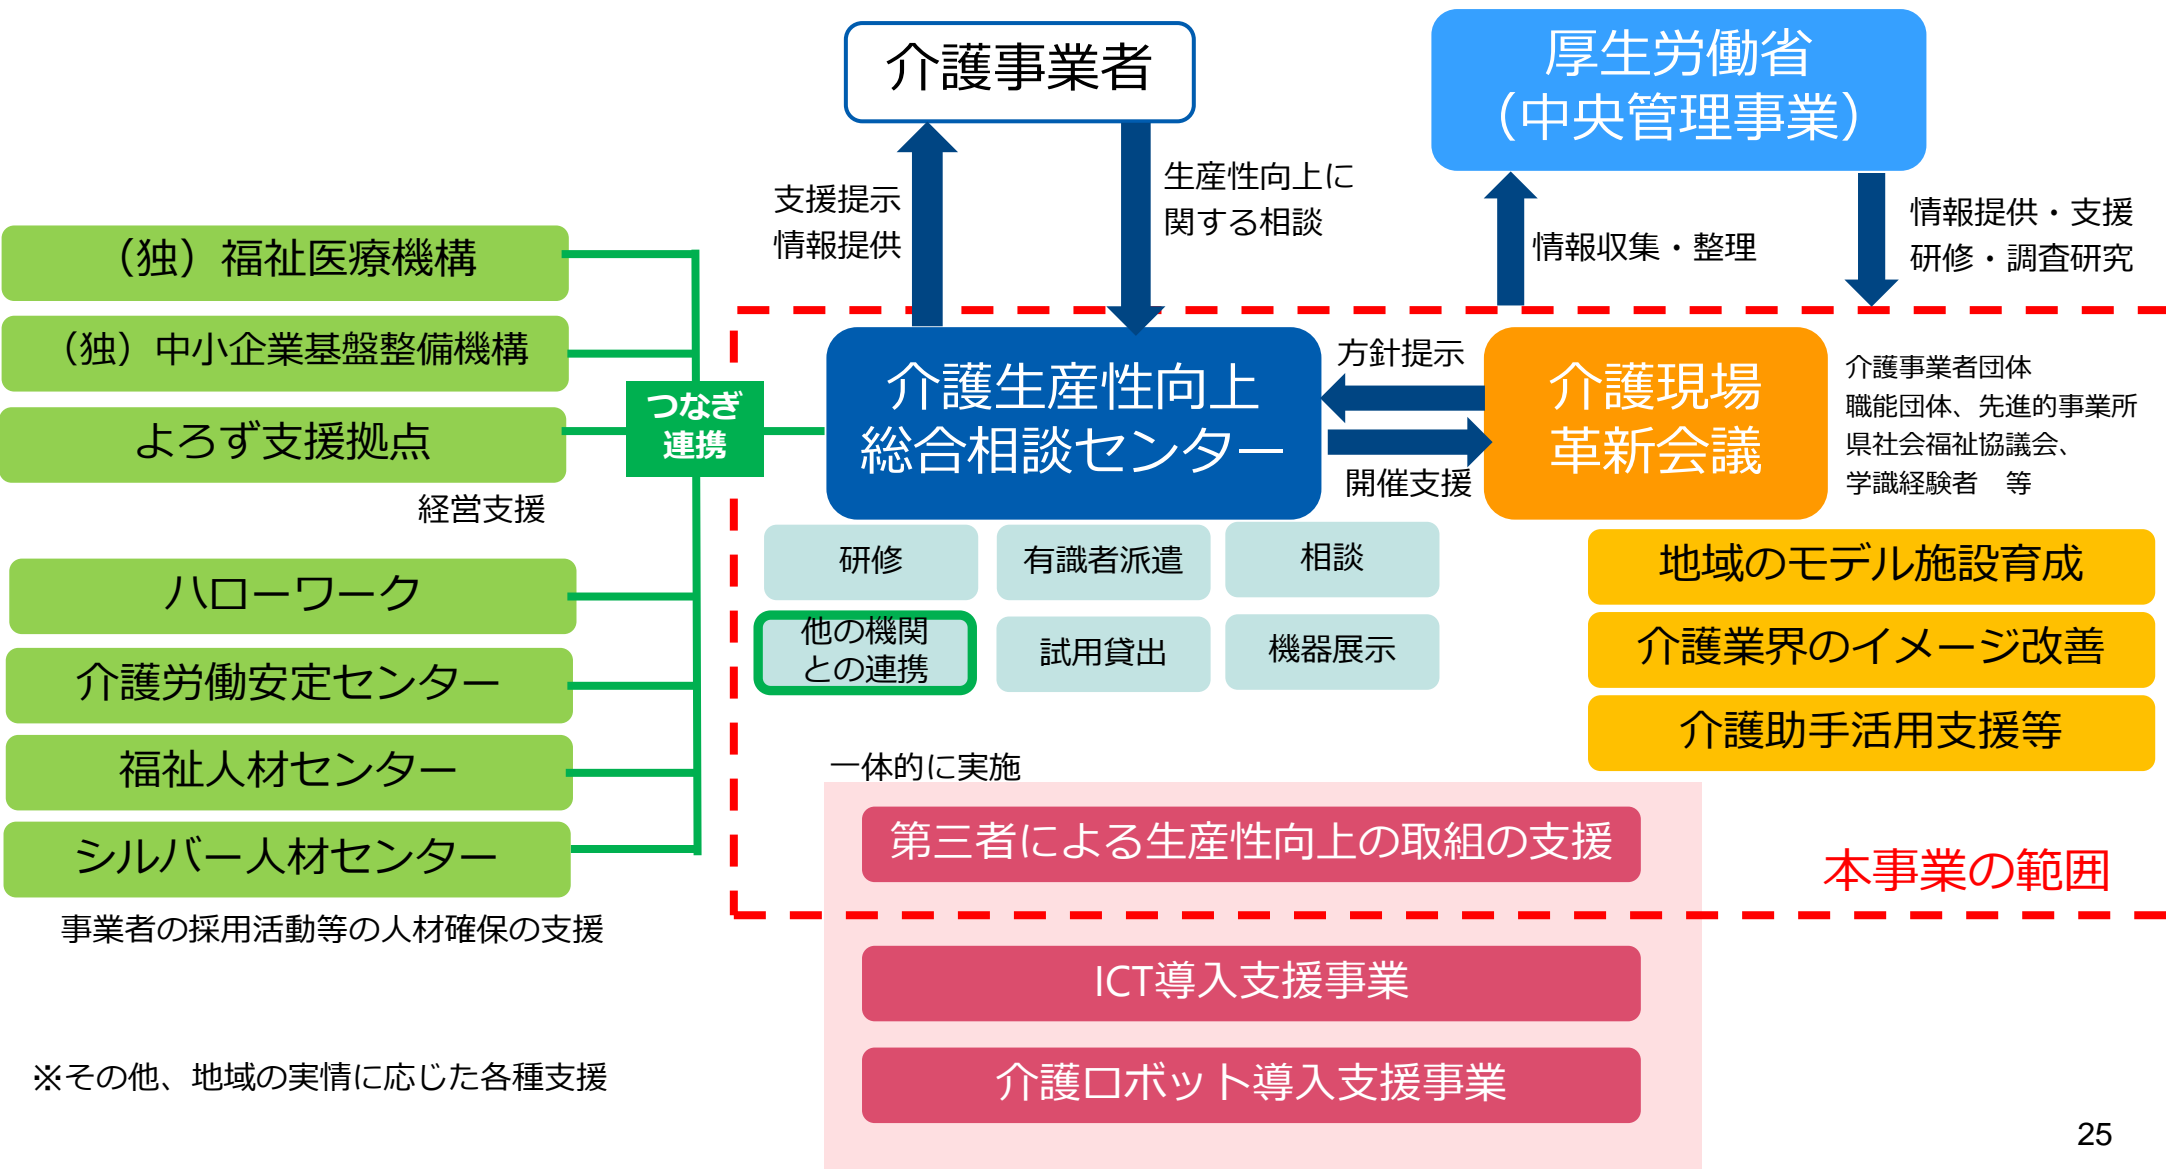 介護事業者
厚生労働省
（中央管理事業）
支援提示
情報提供
生産性向上に
関する相談
情報収集・整理
情報提供・支援
研修・調査研究
（独）福祉医療機構
（独）中小企業基盤整備機構
よろず支援拠点
経営支援
つなぎ
連携
介護生産性向上
総合相談センター
方針提示
開催支援
介護現場
革新会議
介護事業者団体
職能団体、先進的事業所
県社会福祉協議会、
学識経験者　等
研修
有識者派遣
相談
他の機関
との連携
試用貸出
機器展示
地域のモデル施設育成
介護業界のイメージ改善
介護助手活用支援等
ハローワーク
介護労働安定センター
福祉人材センター
シルバー人材センター
事業者の採用活動等の人材確保の支援
一体的に実施
第三者による生産性向上の取組の支援
本事業の範囲
ICT導入支援事業
介護ロボット導入支援事業
※その他、地域の実情に応じた各種支援
25